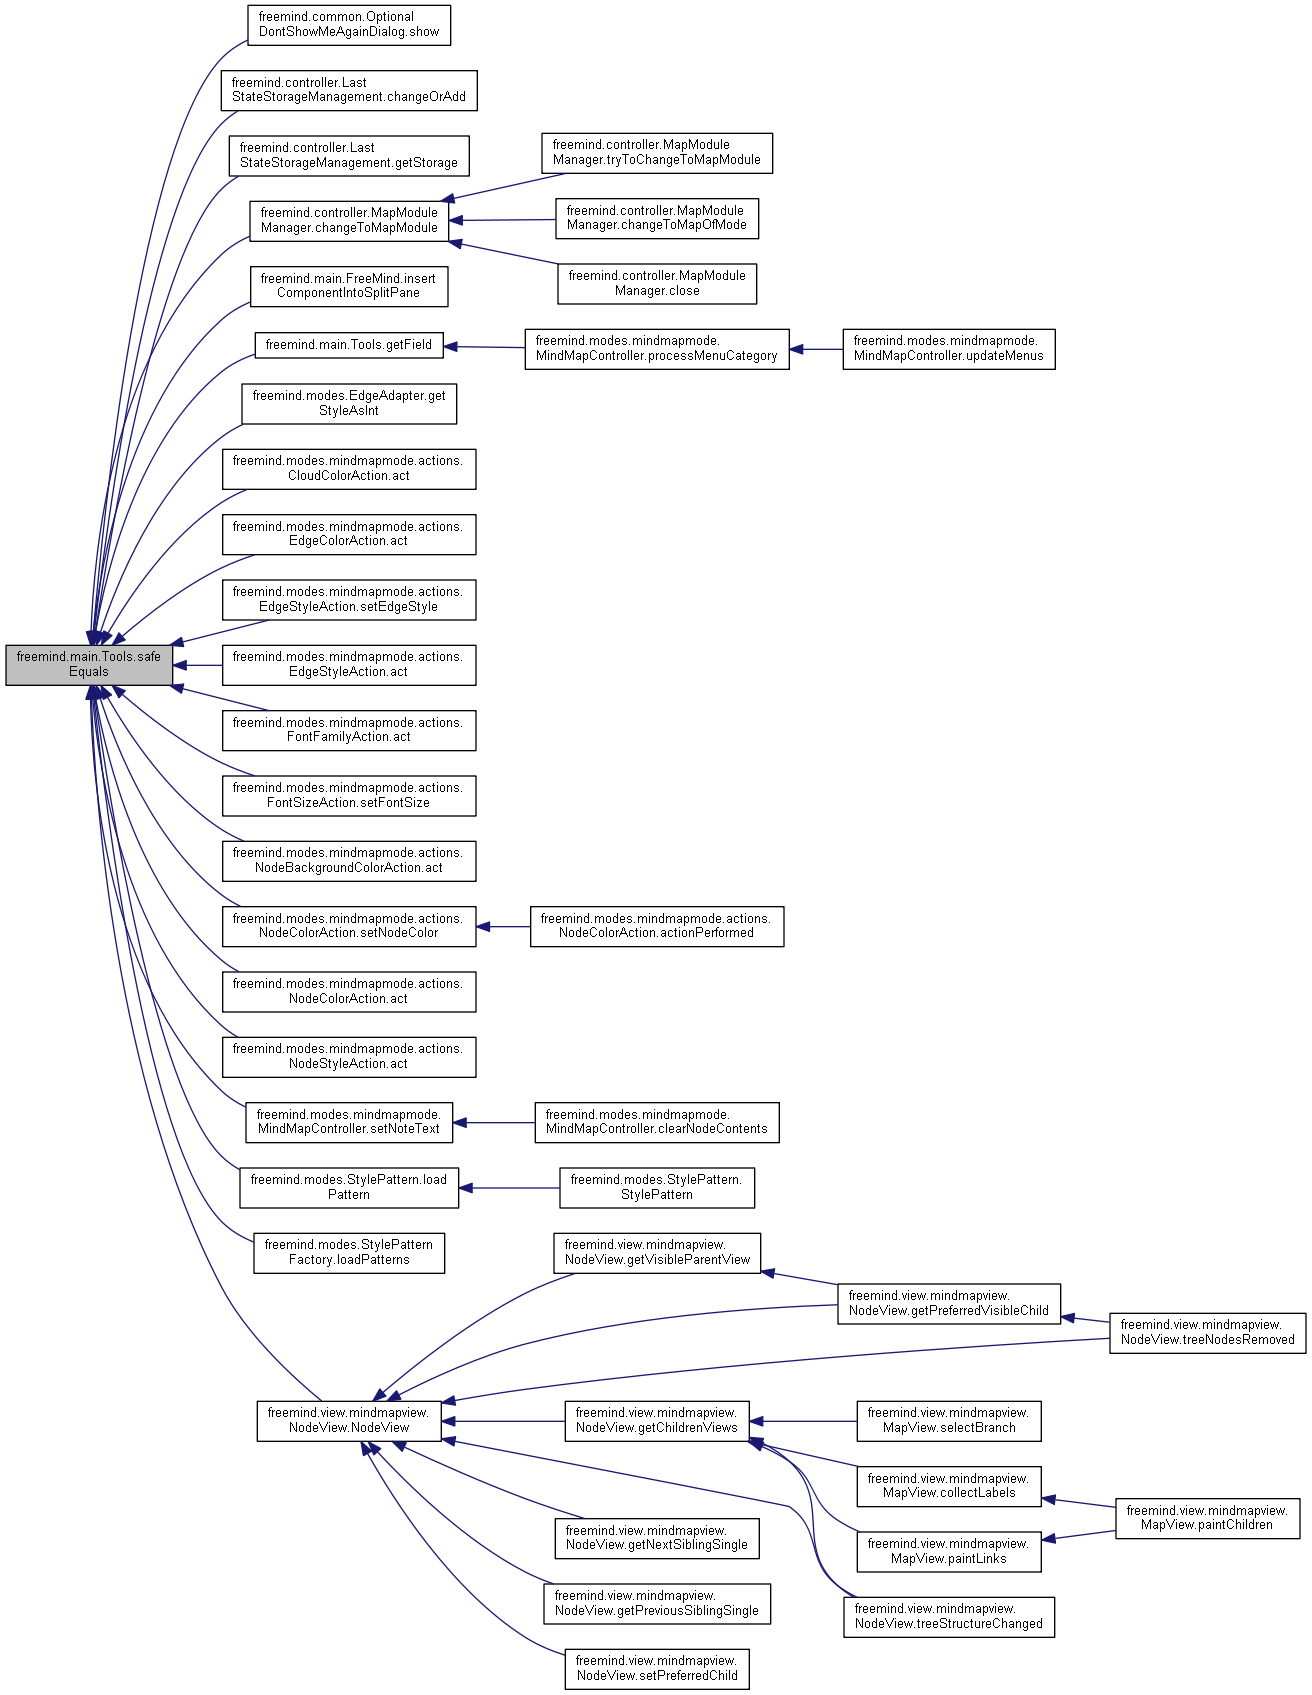 freemind.common.Optional
DontShowMeAgainDialog.show
freemind.controller.Last
StateStorageManagement.changeOrAdd
freemind.controller.Last
StateStorageManagement.getStorage
freemind.controller.MapModule
Manager.tryToChangeToMapModule
freemind.controller.MapModule
Manager.changeToMapModule
freemind.controller.MapModule
Manager.changeToMapOfMode
freemind.controller.MapModule
Manager.close
freemind.main.FreeMind.insert
ComponentIntoSplitPane
freemind.main.Tools.getField
freemind.modes.mindmapmode.
MindMapController.processMenuCategory
freemind.modes.mindmapmode.
MindMapController.updateMenus
freemind.modes.EdgeAdapter.get
StyleAsInt
freemind.modes.mindmapmode.actions.
CloudColorAction.act
freemind.modes.mindmapmode.actions.
EdgeColorAction.act
freemind.modes.mindmapmode.actions.
EdgeStyleAction.setEdgeStyle
freemind.main.Tools.safe
Equals
freemind.modes.mindmapmode.actions.
EdgeStyleAction.act
freemind.modes.mindmapmode.actions.
FontFamilyAction.act
freemind.modes.mindmapmode.actions.
FontSizeAction.setFontSize
freemind.modes.mindmapmode.actions.
NodeBackgroundColorAction.act
freemind.modes.mindmapmode.actions.
NodeColorAction.setNodeColor
freemind.modes.mindmapmode.actions.
NodeColorAction.actionPerformed
freemind.modes.mindmapmode.actions.
NodeColorAction.act
freemind.modes.mindmapmode.actions.
NodeStyleAction.act
freemind.modes.mindmapmode.
MindMapController.setNoteText
freemind.modes.mindmapmode.
MindMapController.clearNodeContents
freemind.modes.StylePattern.load
Pattern
freemind.modes.StylePattern.
StylePattern
freemind.modes.StylePattern
Factory.loadPatterns
freemind.view.mindmapview.
NodeView.getVisibleParentView
freemind.view.mindmapview.
NodeView.getPreferredVisibleChild
freemind.view.mindmapview.
NodeView.treeNodesRemoved
freemind.view.mindmapview.
NodeView.NodeView
freemind.view.mindmapview.
NodeView.getChildrenViews
freemind.view.mindmapview.
MapView.selectBranch
freemind.view.mindmapview.
MapView.collectLabels
freemind.view.mindmapview.
MapView.paintChildren
freemind.view.mindmapview.
NodeView.getNextSiblingSingle
freemind.view.mindmapview.
MapView.paintLinks
freemind.view.mindmapview.
NodeView.getPreviousSiblingSingle
freemind.view.mindmapview.
NodeView.treeStructureChanged
freemind.view.mindmapview.
NodeView.setPreferredChild